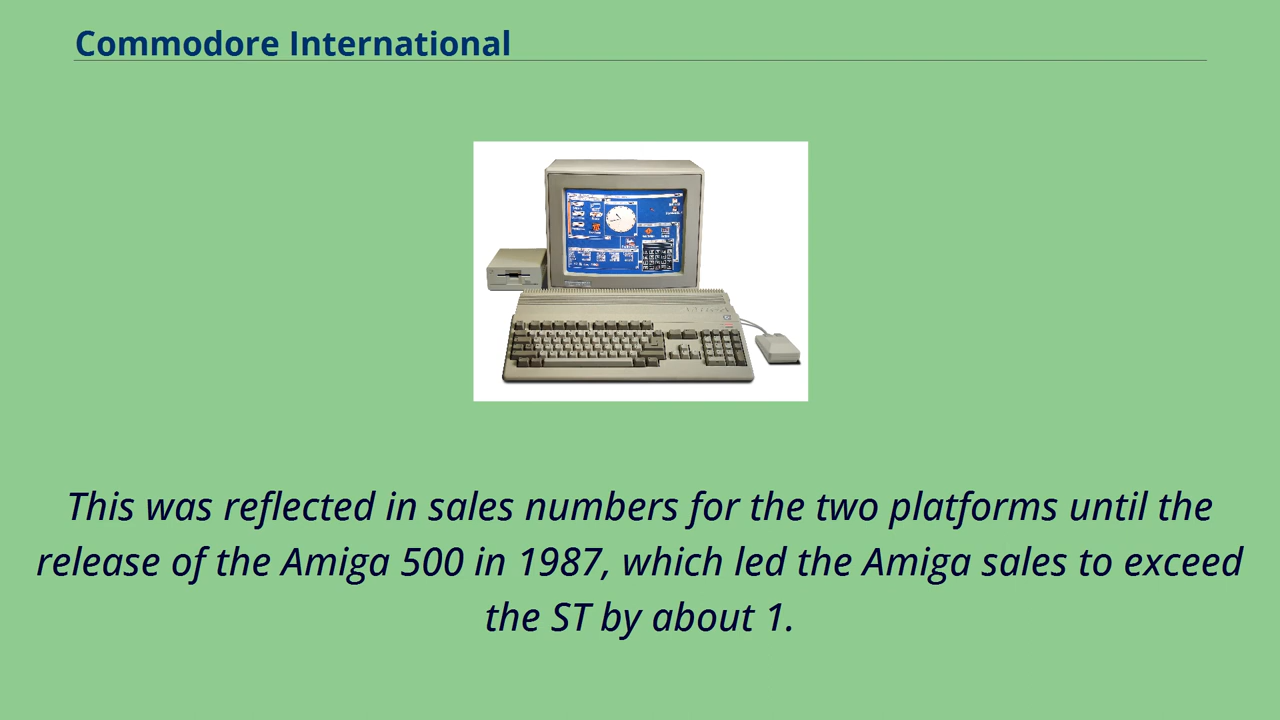 Commodore International
This was reflected in sales numbers for the two platforms until the
release of the Amiga 500 in 1987, which led the Amiga sales to exceed
the ST by about 1.